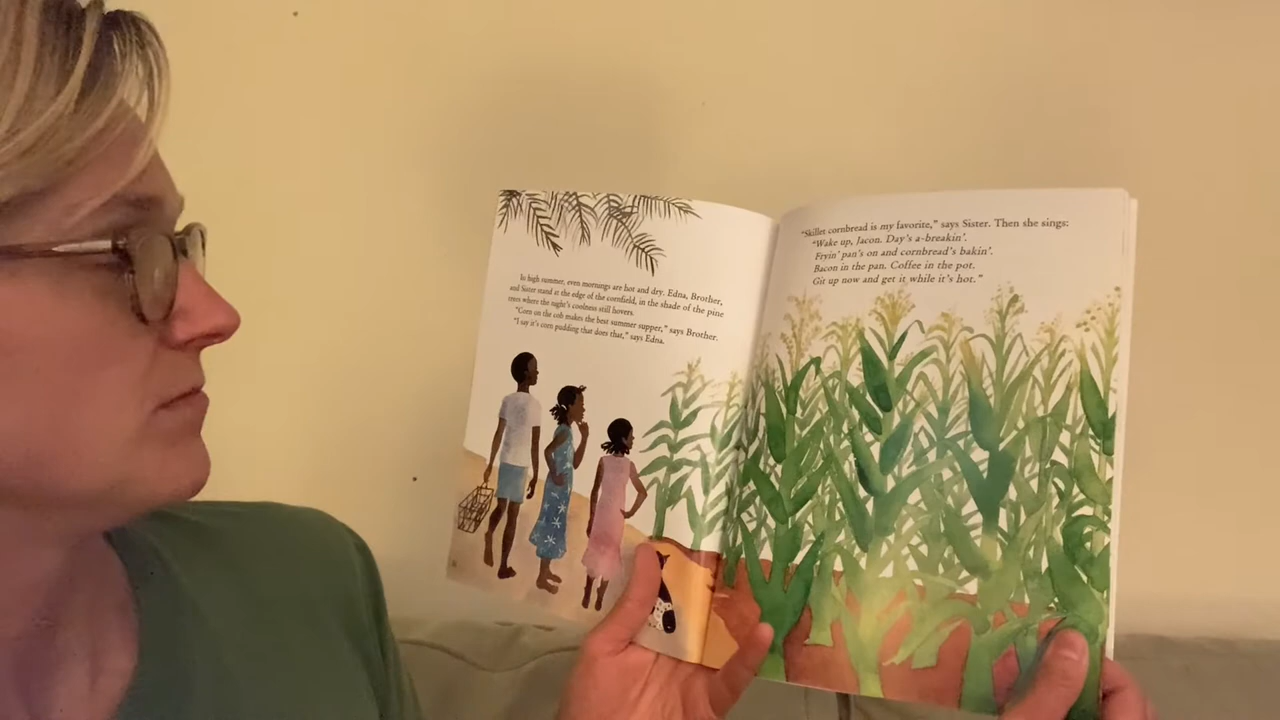 In high summer, even mornings are hot and dry. Edna, Brother,
and Sister stand at the edge of the cornfield, in the shade of the pine
trees where the night's coolness still hovers.
"Corn on the cob makes the best summer supper," says Brother.
"I say it's corn pudding that does that," says Edna.
"Skillet cornbread is my favorite," says Sister. Then she sings:
"Wake up, Jacon. Day's a-breakin'.
Fryin' pan's on and cornbread's bakin'.
Bacon in the pan. Coffee in the pot.
Git up now and get it while it's hot."